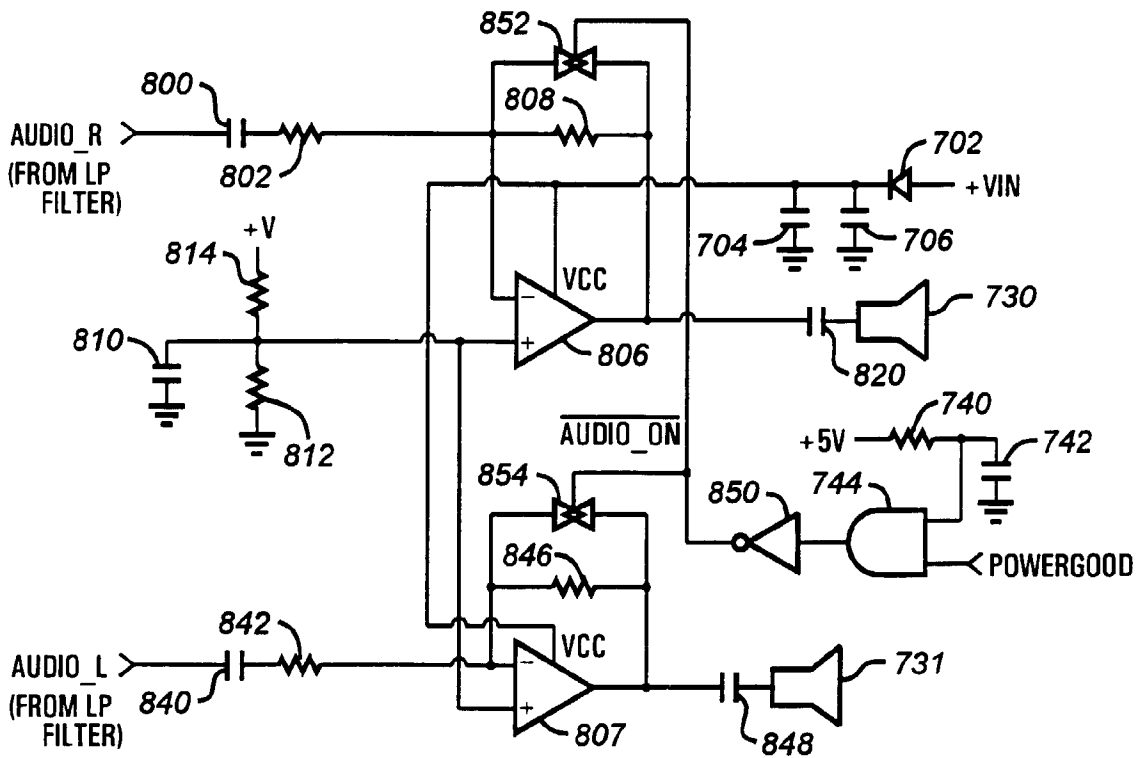 852
800
808
AUDIO_R
(FROM LP
FILTER)
802
702
+VIN
704
706
+V
814
VCC
730
810
806
820
812
AUDIO_ON
740
+5V
742
854
850
744
846
POWERGOOD
842
VCC
731
AUDIO_L
(FROM LP
FILTER)
840
807
848
−
+
−
+